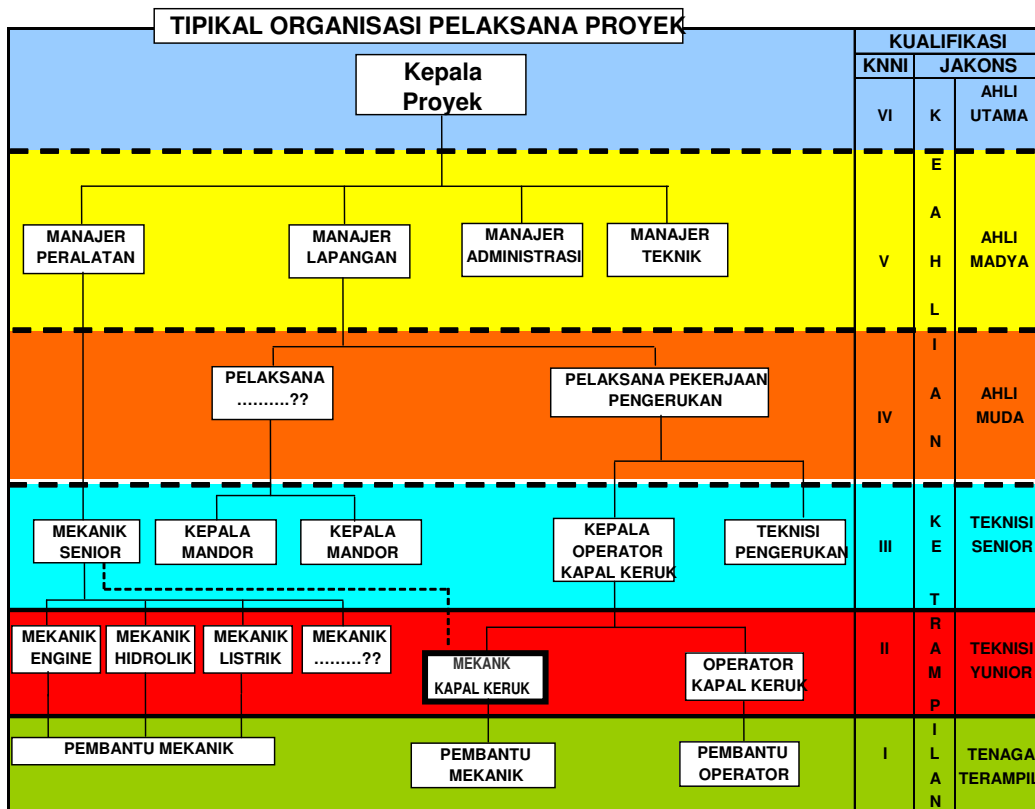 TIPIKAL ORGANISASI PELAKSANA PROYEK
KUALIFIKASI
KNNI
JAKONS
Kepala
Proyek
VI
AHLI
UTAMA
MANAJER
PERALATAN
MANAJER
LAPANGAN
MANAJER
ADMINISTRASI
MANAJER
TEKNIK
V
AHLI
MADYA
PELAKSANA
……….??
PELAKSANA PEKERJAAN
PENGERUKAN
IV
AHLI
MUDA
K
E
A
H
L
I
A
N
MEKANIK
SENIOR
KEPALA
MANDOR
KEPALA
MANDOR
KEPALA
OPERATOR
KAPAL KERUK
TEKNISI
PENGERUKAN
III
TEKNISI
SENIOR
MEKANIK
ENGINE
MEKANIK
HIDROLIK
MEKANIK
LISTRIK
MEKANIK
………??
MEKANK
KAPAL KERUK
OPERATOR
KAPAL KERUK
II
TEKNISI
YUNIOR
PEMBANTU MEKANIK
PEMBANTU
MEKANIK
PEMBANTU
OPERATOR
I
TENAGA
TERAMPIL
K
E
T
R
A
M
P
I
L
A
N